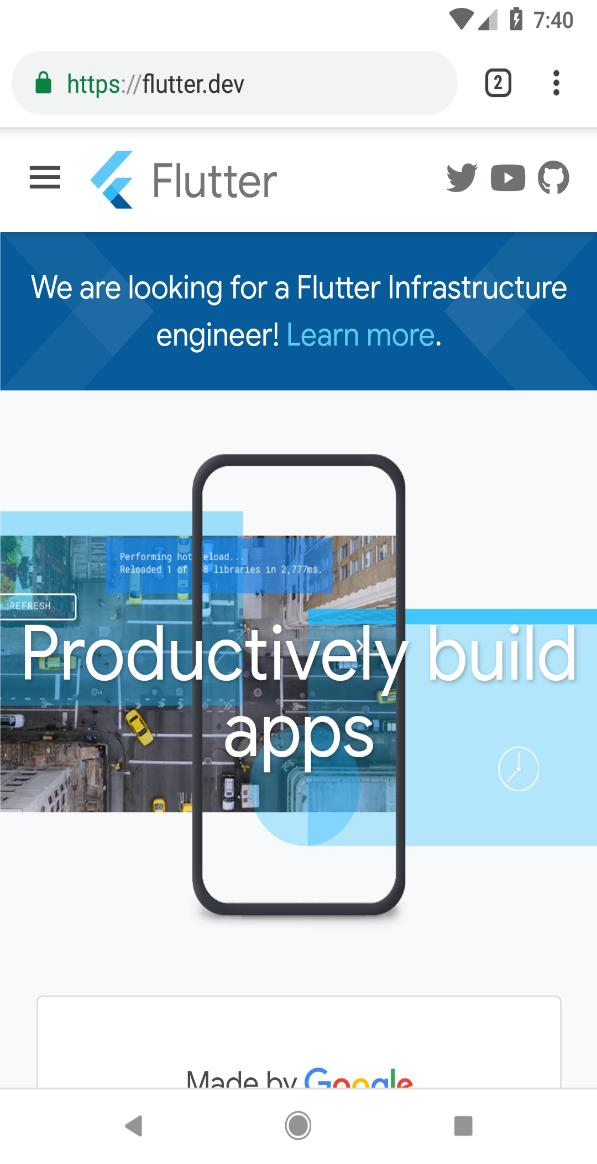 7:40
https://flutter.dev
2
Flutter
We are looking for a Flutter Infrastructure
engineer! Learn more.
Performing hot reload...
Reloaded 1 of 8 libraries in 2,777ms.
REFRESH
Productively build
apps
Made by Google